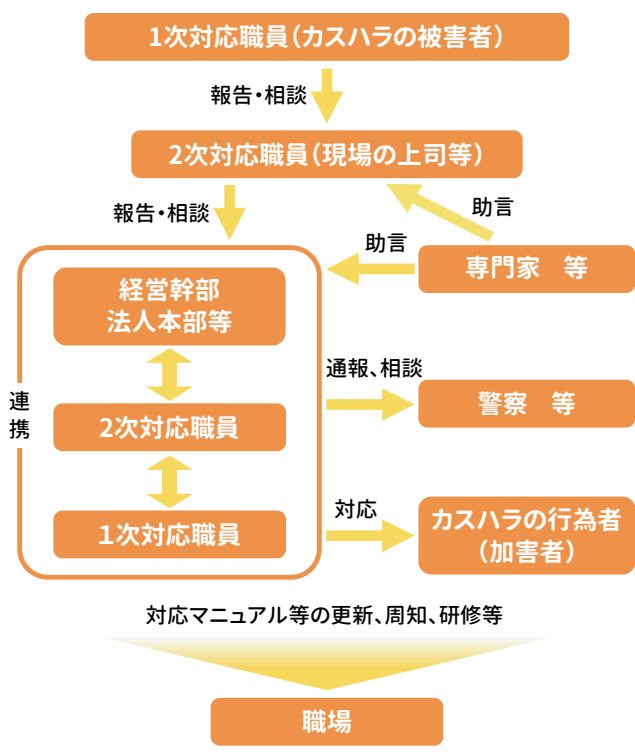 1次対応職員(カスハラの被害者)
報告・相談
2次対応職員(現場の上司等)
報告・相談
助言
助言
専門家　等
経営幹部
法人本部等
通報、相談
連携
警察　等
2次対応職員
対応
1次対応職員
カスハラの行為者
(加害者)
対応マニュアル等の更新、周知、研修等
職場